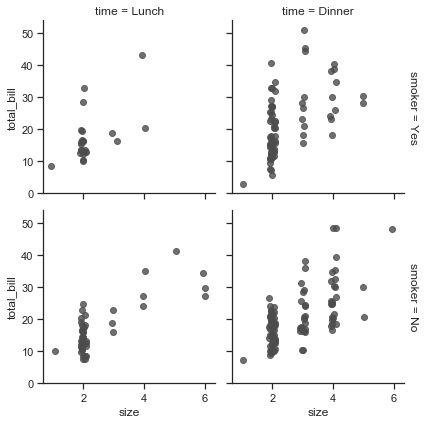 time = Lunch
time = Dinner
50
40
30
20
10
0
total_bill
smoker = Yes
50
40
30
20
10
0
total_bill
smoker = No
2
4
6
size
2
4
6
size